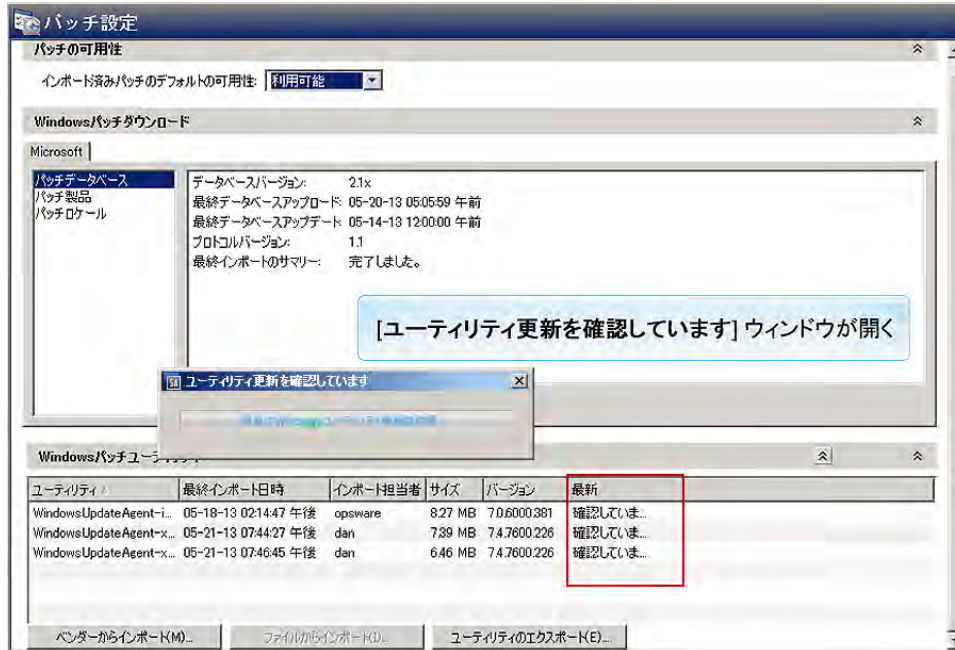 パッチ設定
パッチの可用性
インポート済みパッチのデフォルトの可用性: 利用可能
Windowsパッチダウンロード
Microsoft
パッチデータベース
パッチ製品
パッチロケール
データベースバージョン: 2.1x
最終データベースアップロード: 05-20-13 05:05:59 午前
最終データベースアップデート: 05-14-13 12:00:00 午前
プロトコルバージョン: 1.1
最終インポートのサマリー: 完了しました。
[ユーティリティ更新を確認しています] ウィンドウが開く
SA ユーティリティ更新を確認しています
Windowsパッチユーティ
ユーティリティ 最終インポート日時 インポート担当者 サイズ バージョン 最新
WindowsUpdateAgent-i... 05-18-13 02:14:47 午後 opsware 8.27 MB 7.0.6000.381 確認していま...
WindowsUpdateAgent-x... 05-21-13 07:44:27 午後 dan 7.39 MB 7.4.7600.226 確認していま...
WindowsUpdateAgent-x... 05-21-13 07:46:45 午後 dan 6.46 MB 7.4.7600.226 確認していま...
ベンダーからインポート(M)... ファイルからインポート(I)... ユーティリティのエクスポート(E)...